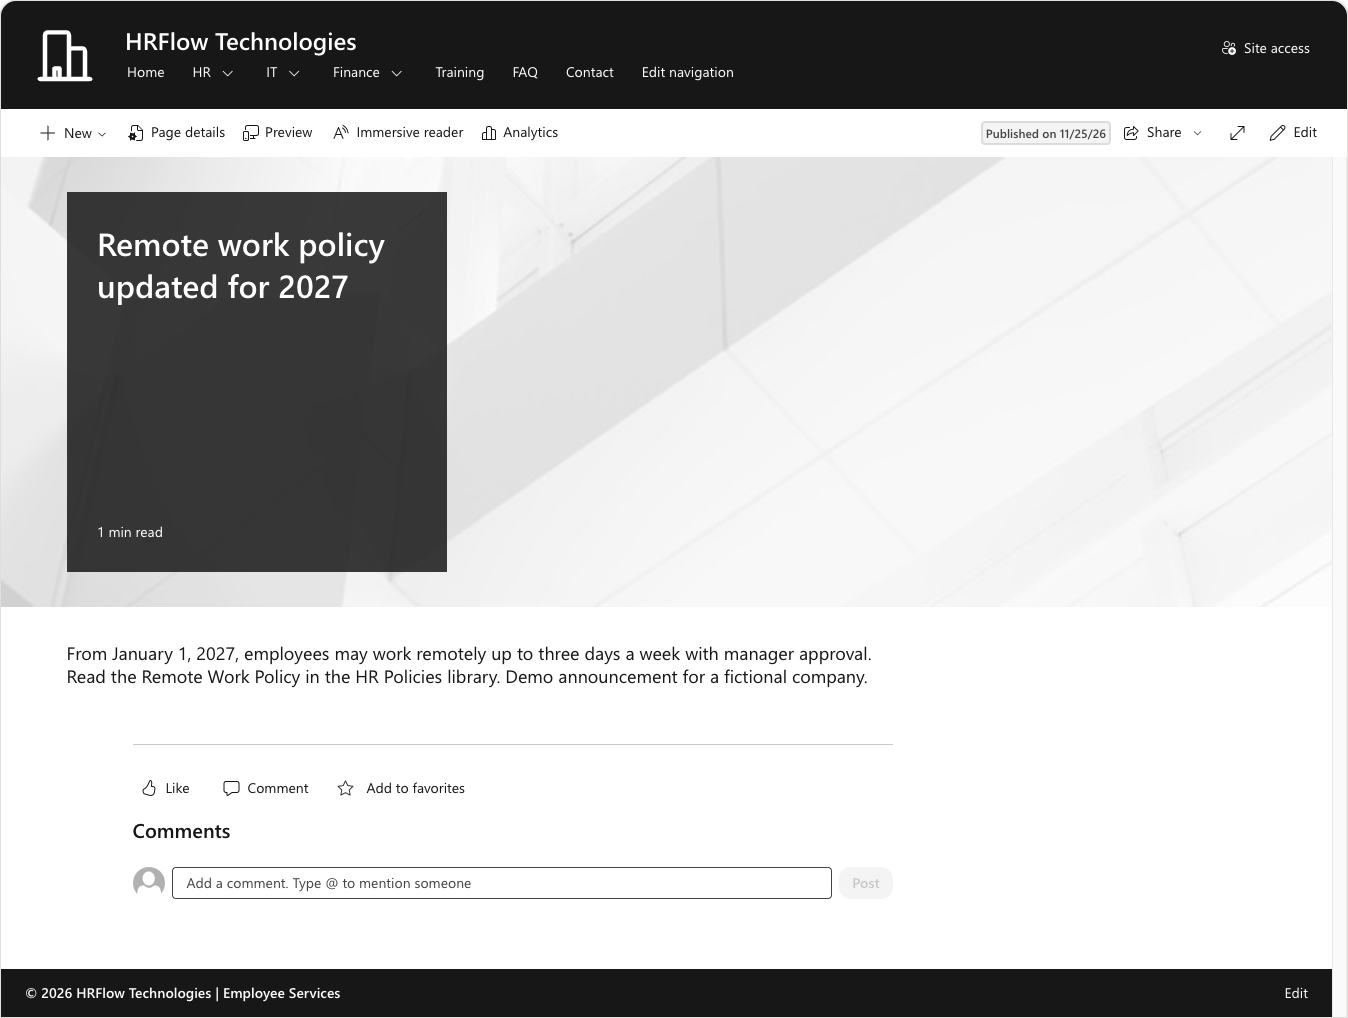 HRFlow Technologies
Home HR IT Finance Training FAQ Contact Edit navigation
Site access
New Page details Preview Immersive reader Analytics
Published on 11/25/26 Share Edit
Remote work policy
updated for 2027
1 min read
From January 1, 2027, employees may work remotely up to three days a week with manager approval.
Read the Remote Work Policy in the HR Policies library. Demo announcement for a fictional company.
Like Comment Add to favorites
Comments
Add a comment. Type @ to mention someone
Post
© 2026 HRFlow Technologies | Employee Services
Edit